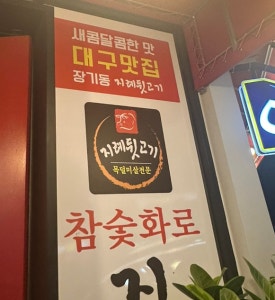 새콤달콤한 맛
대구맛집
장기동 지례뒷고기
지례뒷고기
뽁덜미살전문
참숯화로